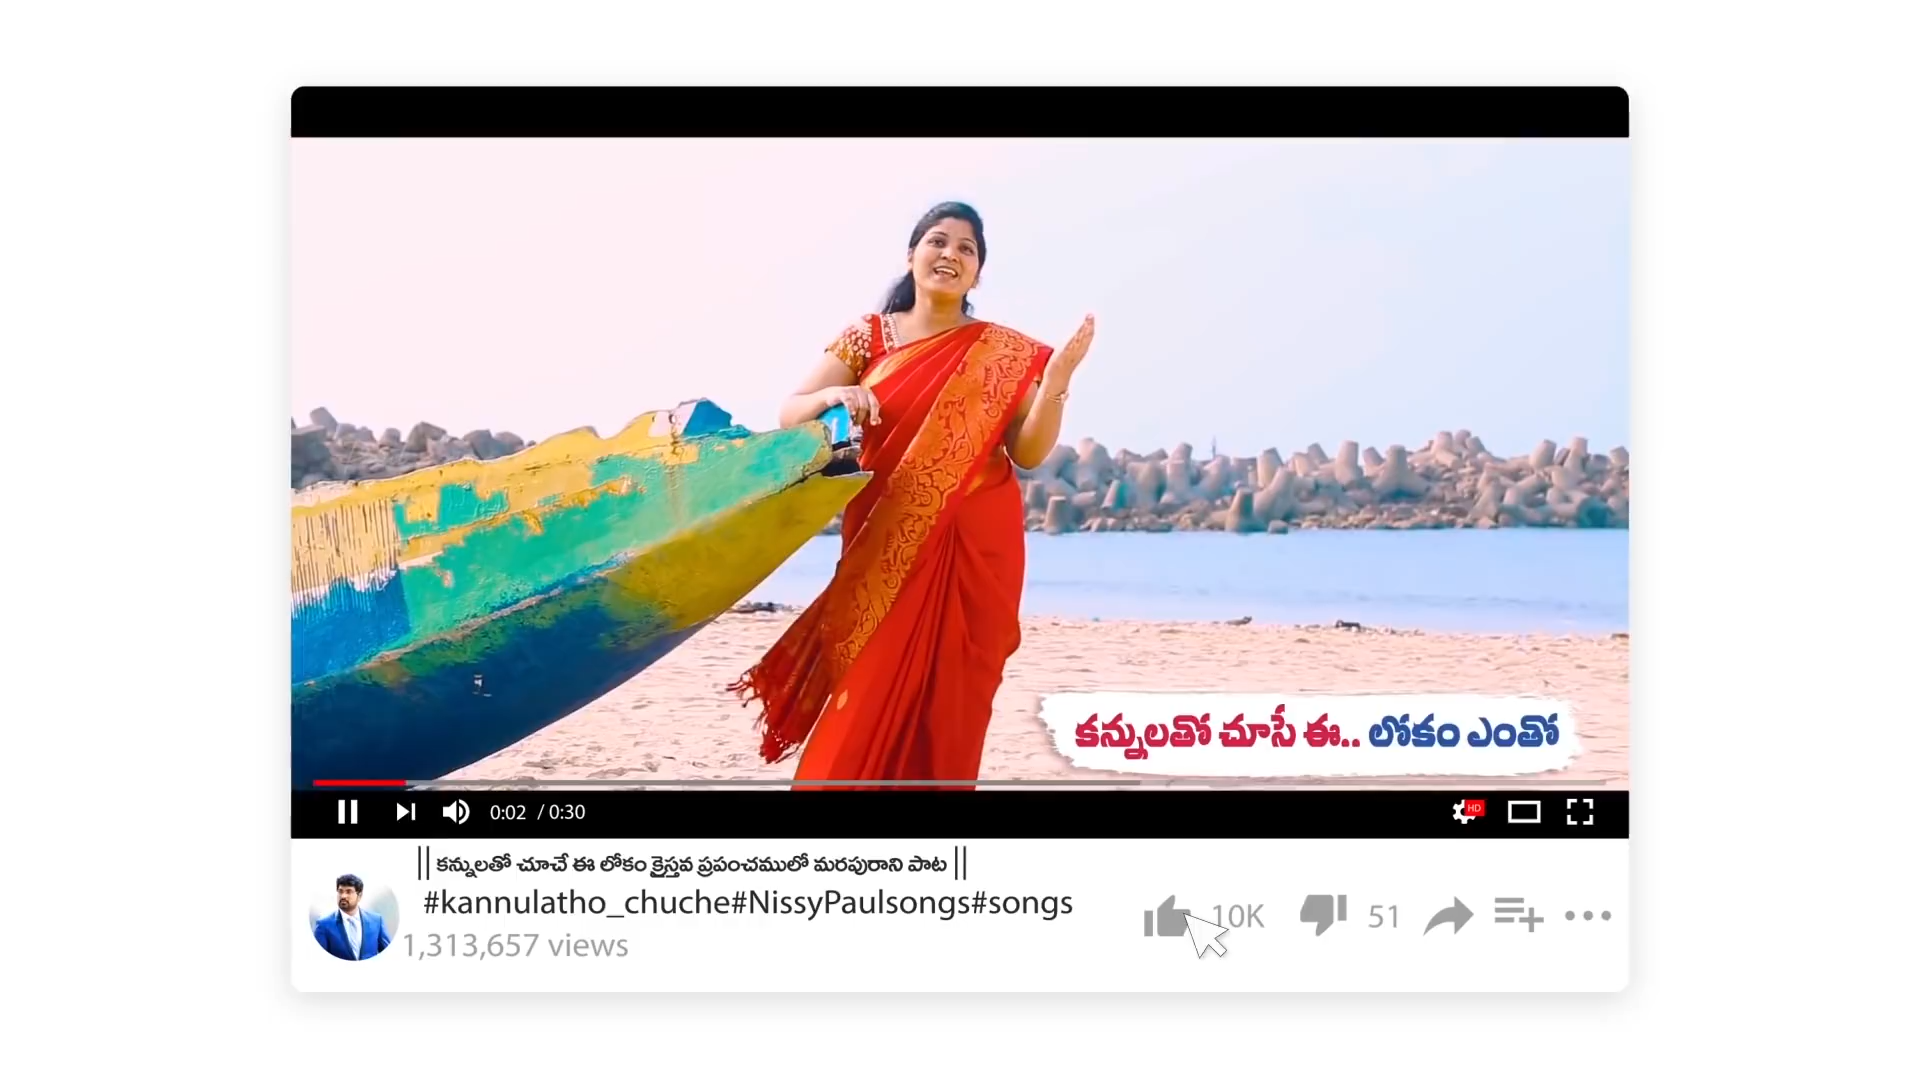 కన్నులతో చూసే ఈ.. లోకం ఎంతో
0:02 / 0:30
HD
|| కన్నులతో చూచే ఈ లోకం క్రైస్తవ ప్రపంచములో మరపురాని పాట ||
#kannulatho_chuche#NissyPaulsongs#songs
10K
51
1,313,657 views